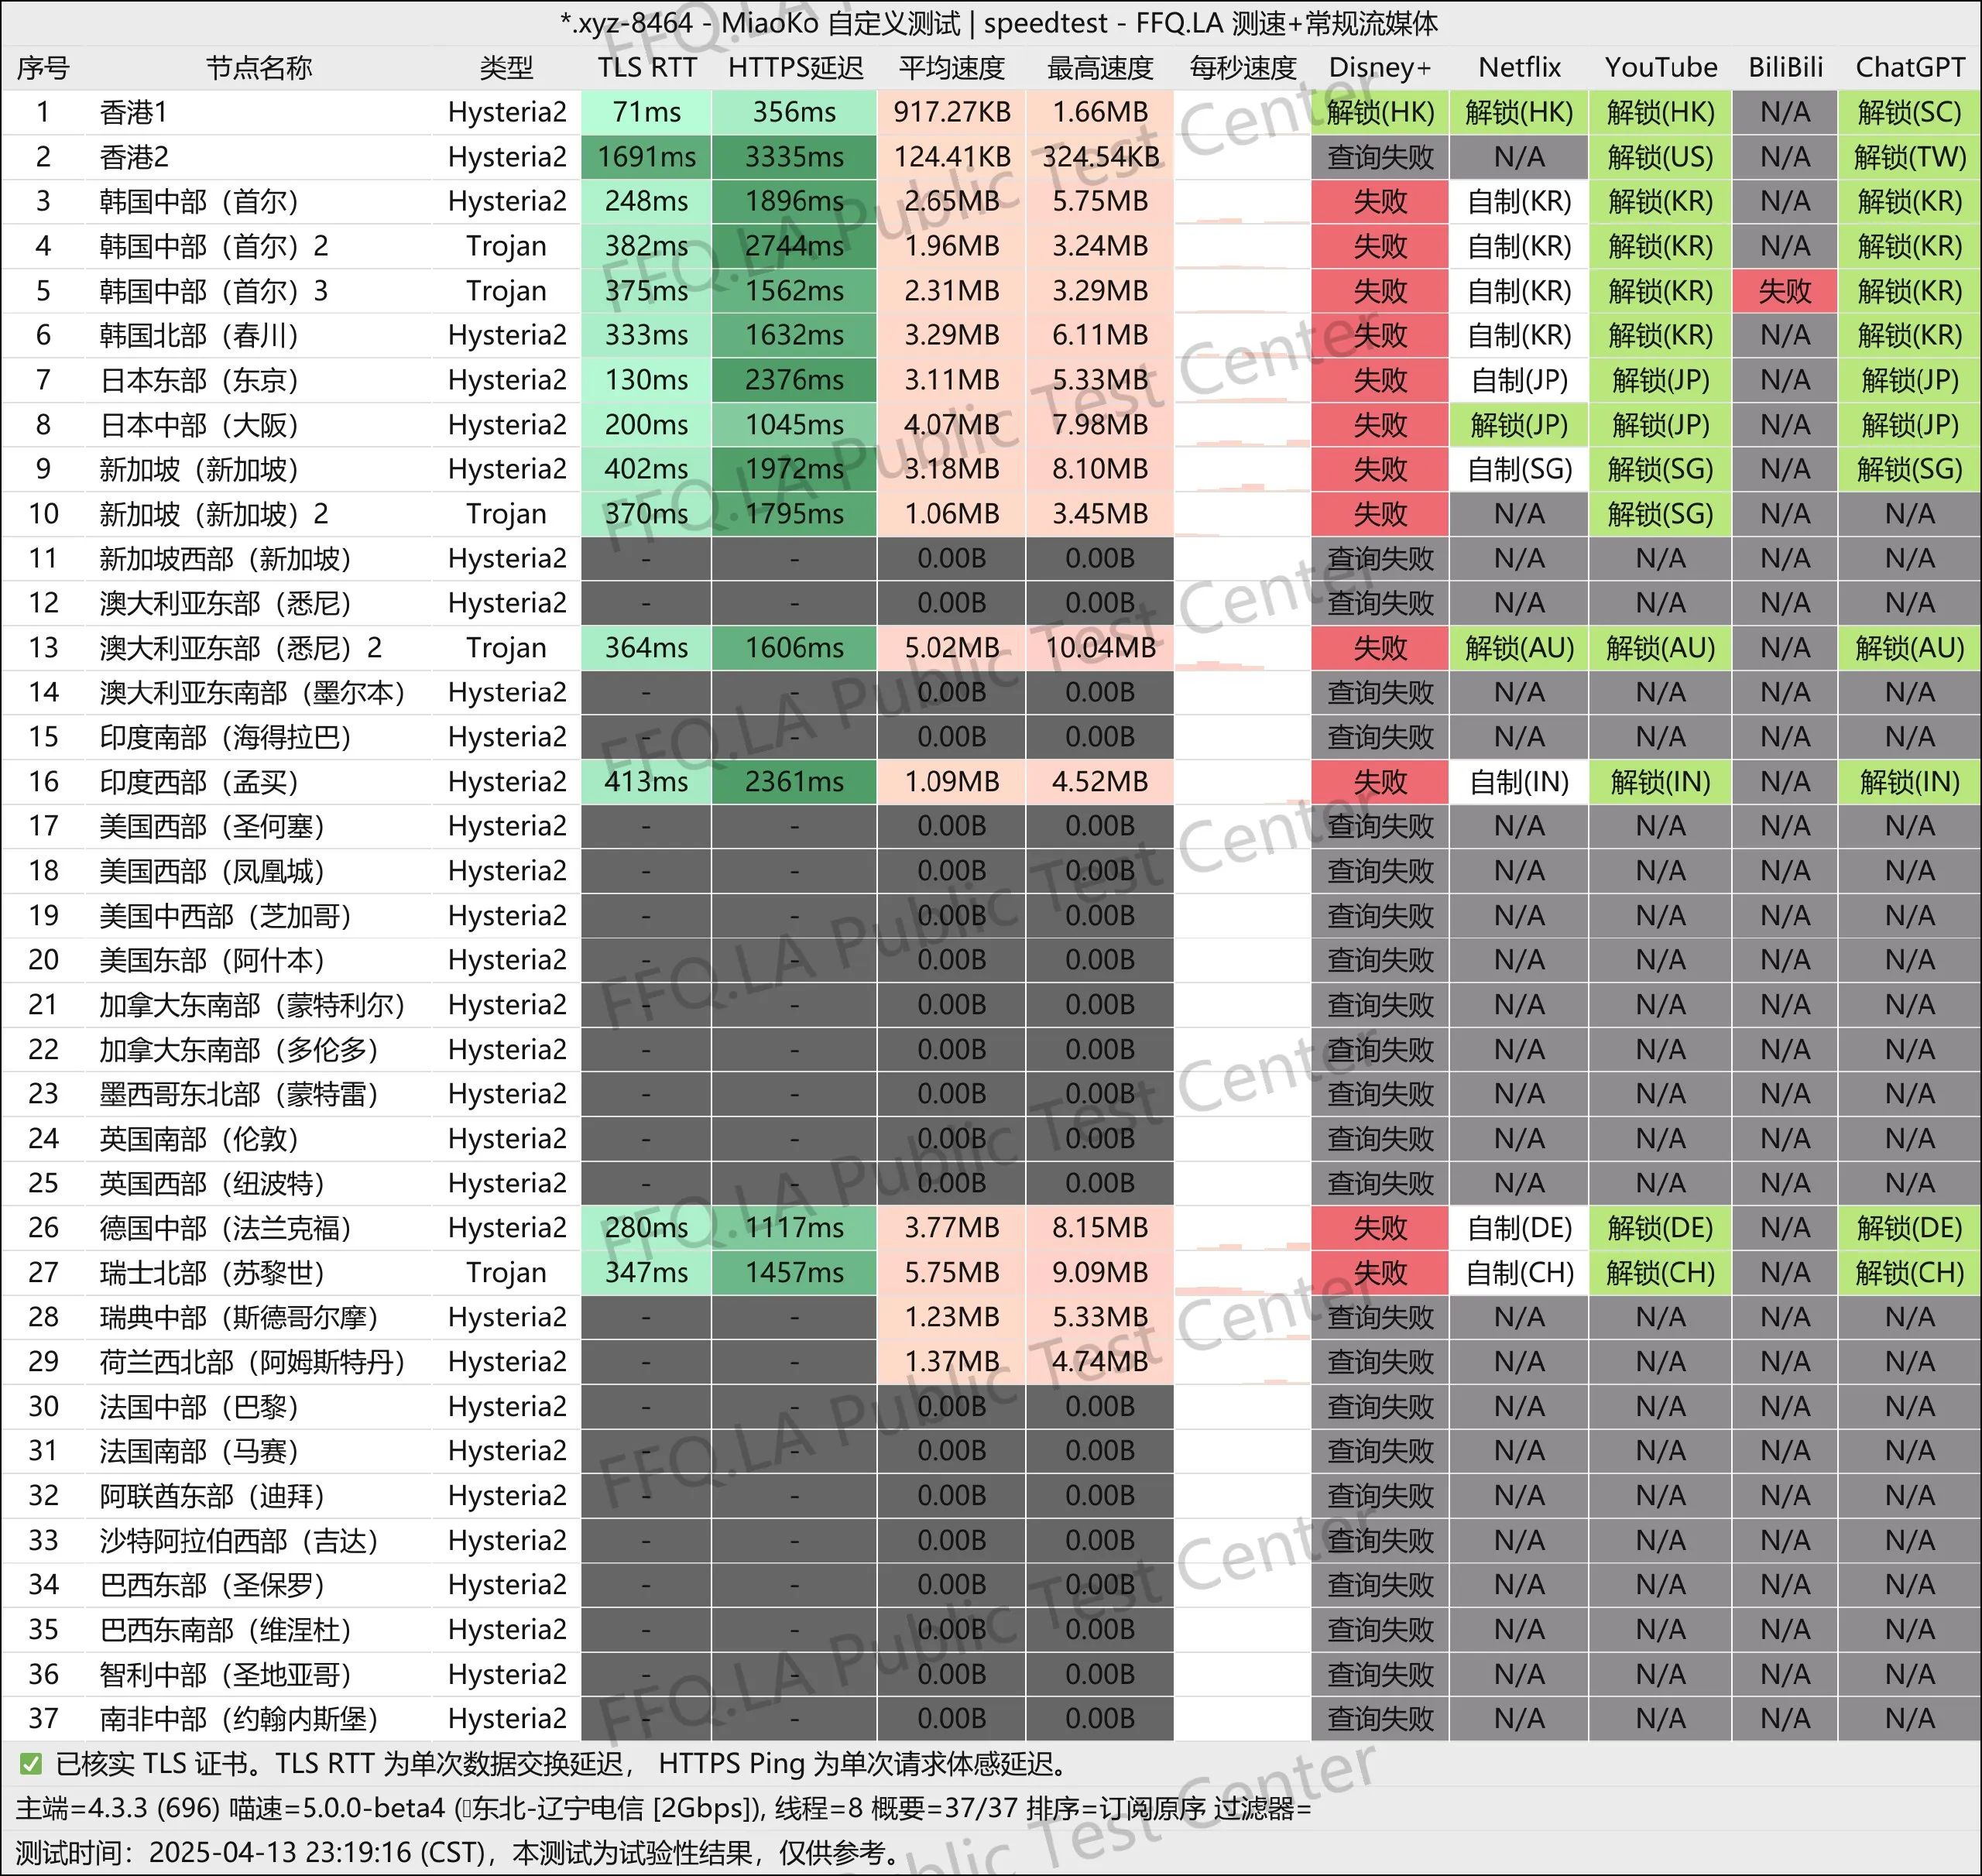 *.xyz-8464 - MiaoKo 自定义测试 | speedtest - FFQ.LA 测速+常规流媒体
序号 节点名称 类型 TLS RTT HTTPS延迟 平均速度 最高速度 每秒速度 Disney+ Netflix YouTube BiliBili ChatGPT
1 香港1 Hysteria2 71ms 356ms 917.27KB 1.66MB 解锁(HK) 解锁(HK) 解锁(HK) N/A 解锁(SC)
2 香港2 Hysteria2 1691ms 3335ms 124.41KB 324.54KB 查询失败 N/A 解锁(US) N/A 解锁(TW)
3 韩国中部（首尔） Hysteria2 248ms 1896ms 2.65MB 5.75MB 失败 自制(KR) 解锁(KR) N/A 解锁(KR)
4 韩国中部（首尔）2 Trojan 382ms 2744ms 1.96MB 3.24MB 失败 自制(KR) 解锁(KR) N/A 解锁(KR)
5 韩国中部（首尔）3 Trojan 375ms 1562ms 2.31MB 3.29MB 失败 自制(KR) 解锁(KR) 失败 解锁(KR)
6 韩国北部（春川） Hysteria2 333ms 1632ms 3.29MB 6.11MB 失败 自制(KR) 解锁(KR) N/A 解锁(KR)
7 日本东部（东京） Hysteria2 130ms 2376ms 3.11MB 5.33MB 失败 自制(JP) 解锁(JP) N/A 解锁(JP)
8 日本中部（大阪） Hysteria2 200ms 1045ms 4.07MB 7.98MB 失败 解锁(JP) 解锁(JP) N/A 解锁(JP)
9 新加坡（新加坡） Hysteria2 402ms 1972ms 3.18MB 8.10MB 失败 自制(SG) 解锁(SG) N/A 解锁(SG)
10 新加坡（新加坡）2 Trojan 370ms 1795ms 1.06MB 3.45MB 失败 N/A 解锁(SG) N/A N/A
11 新加坡西部（新加坡） Hysteria2 - - 0.00B 0.00B 查询失败 N/A N/A N/A N/A
12 澳大利亚东部（悉尼） Hysteria2 - - 0.00B 0.00B 查询失败 N/A N/A N/A N/A
13 澳大利亚东部（悉尼）2 Trojan 364ms 1606ms 5.02MB 10.04MB 失败 解锁(AU) 解锁(AU) N/A 解锁(AU)
14 澳大利亚东南部（墨尔本） Hysteria2 - - 0.00B 0.00B 查询失败 N/A N/A N/A N/A
15 印度南部（海得拉巴） Hysteria2 - - 0.00B 0.00B 查询失败 N/A N/A N/A N/A
16 印度西部（孟买） Hysteria2 413ms 2361ms 1.09MB 4.52MB 失败 自制(IN) 解锁(IN) N/A 解锁(IN)
17 美国西部（圣何塞） Hysteria2 - - 0.00B 0.00B 查询失败 N/A N/A N/A N/A
18 美国西部（凤凰城） Hysteria2 - - 0.00B 0.00B 查询失败 N/A N/A N/A N/A
19 美国中西部（芝加哥） Hysteria2 - - 0.00B 0.00B 查询失败 N/A N/A N/A N/A
20 美国东部（阿什本） Hysteria2 - - 0.00B 0.00B 查询失败 N/A N/A N/A N/A
21 加拿大东南部（蒙特利尔） Hysteria2 - - 0.00B 0.00B 查询失败 N/A N/A N/A N/A
22 加拿大东南部（多伦多） Hysteria2 - - 0.00B 0.00B 查询失败 N/A N/A N/A N/A
23 墨西哥东北部（蒙特雷） Hysteria2 - - 0.00B 0.00B 查询失败 N/A N/A N/A N/A
24 英国南部（伦敦） Hysteria2 - - 0.00B 0.00B 查询失败 N/A N/A N/A N/A
25 英国西部（纽波特） Hysteria2 - - 0.00B 0.00B 查询失败 N/A N/A N/A N/A
26 德国中部（法兰克福） Hysteria2 280ms 1117ms 3.77MB 8.15MB 失败 自制(DE) 解锁(DE) N/A 解锁(DE)
27 瑞士北部（苏黎世） Trojan 347ms 1457ms 5.75MB 9.09MB 失败 自制(CH) 解锁(CH) N/A 解锁(CH)
28 瑞典中部（斯德哥尔摩） Hysteria2 - - 1.23MB 5.33MB 查询失败 N/A N/A N/A N/A
29 荷兰西北部（阿姆斯特丹） Hysteria2 - - 1.37MB 4.74MB 查询失败 N/A N/A N/A N/A
30 法国中部（巴黎） Hysteria2 - - 0.00B 0.00B 查询失败 N/A N/A N/A N/A
31 法国南部（马赛） Hysteria2 - - 0.00B 0.00B 查询失败 N/A N/A N/A N/A
32 阿联酋东部（迪拜） Hysteria2 - - 0.00B 0.00B 查询失败 N/A N/A N/A N/A
33 沙特阿拉伯西部（吉达） Hysteria2 - - 0.00B 0.00B 查询失败 N/A N/A N/A N/A
34 巴西东部（圣保罗） Hysteria2 - - 0.00B 0.00B 查询失败 N/A N/A N/A N/A
35 巴西东南部（维涅杜） Hysteria2 - - 0.00B 0.00B 查询失败 N/A N/A N/A N/A
36 智利中部（圣地亚哥） Hysteria2 - - 0.00B 0.00B 查询失败 N/A N/A N/A N/A
37 南非中部（约翰内斯堡） Hysteria2 - - 0.00B 0.00B 查询失败 N/A N/A N/A N/A
✅ 已核实 TLS 证书。TLS RTT 为单次数据交换延迟， HTTPS Ping 为单次请求体感延迟。
主端=4.3.3 (696) 喵速=5.0.0-beta4 (东北-辽宁电信 [2Gbps]), 线程=8 概要=37/37 排序=订阅原序 过滤器=
测试时间：2025-04-13 23:19:16 (CST)，本测试为试验性结果，仅供参考。
FFQ.LA Public Test Center